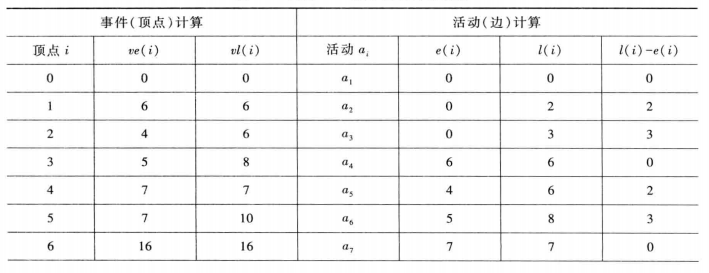 事件(顶点)计算 活动(边)计算
顶点 i ve(i) vl(i) 活动 a_i e(i) l(i) l(i)-e(i)
0 0 0 a_1 0 0 0
1 6 6 a_2 0 2 2
2 4 6 a_3 0 3 3
3 5 8 a_4 6 6 0
4 7 7 a_5 4 6 2
5 7 10 a_6 5 8 3
6 16 16 a_7 7 7 0